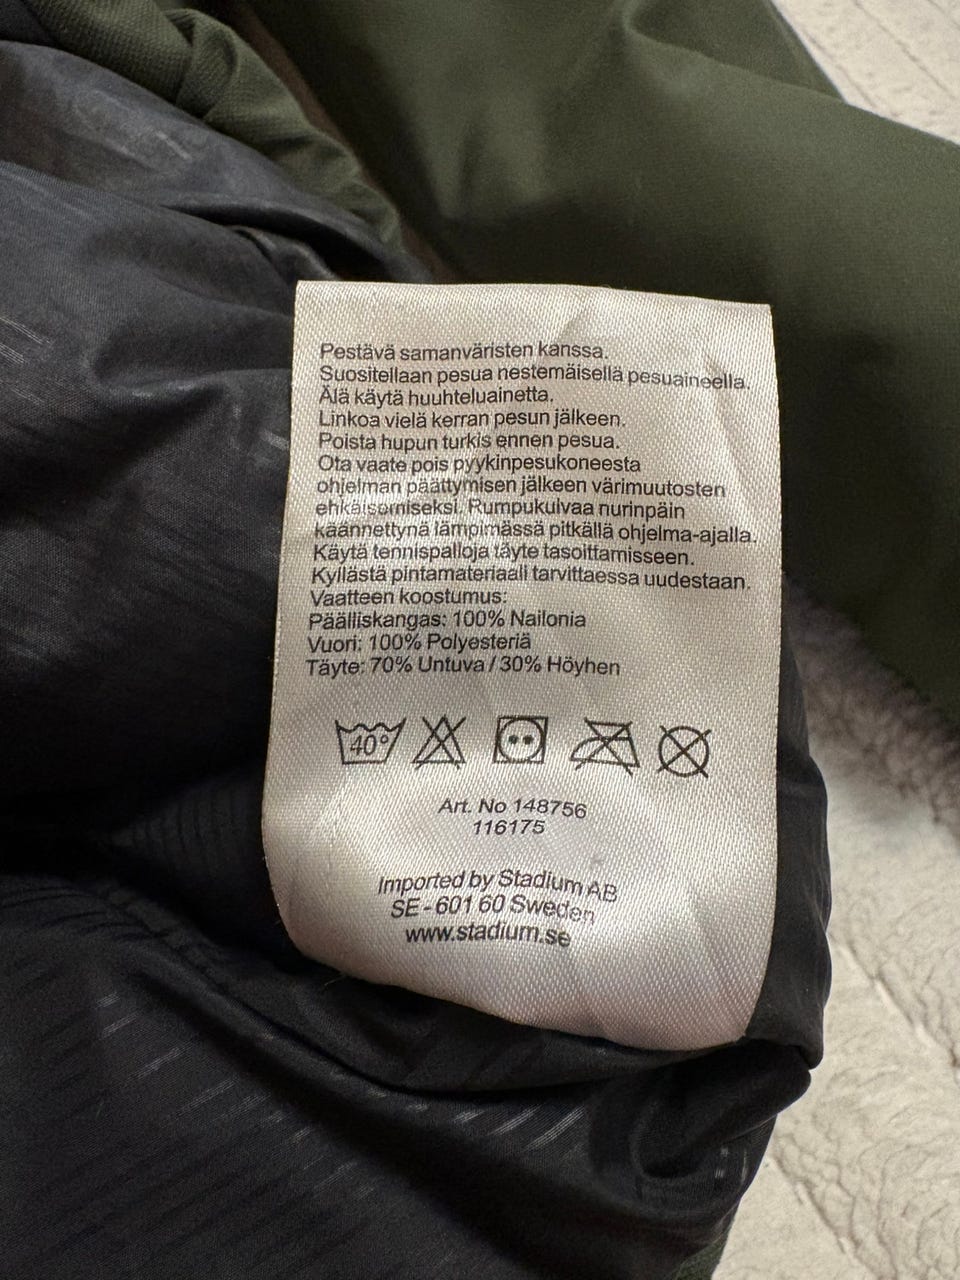 Pestävä samanväristen kanssa.
Suositellaan pesua nestemäisellä pesuaineella.
Älä käytä huuhteluainetta.
Linkoa vielä kerran pesun jälkeen.
Poista hupun turkis ennen pesua.
Ota vaate pois pyykinpesukoneesta
ohjelman päättymisen jälkeen värimuutosten
ehkäisemiseksi. Rumpukuivaa nurinpäin
käännettynä lämpimässä pitkällä ohjelma-ajalla.
Käytä tennispalloja täyte tasoittamisseen.
Kyllästä pintamateriaali tarvittaessa uudestaan.
Vaatteen koostumus:
Päälliskangas: 100% Nailonia
Vuori: 100% Polyesteriä
Täyte: 70% Untuva / 30% Höyhen
40°
Art. No 148756
116175
Imported by Stadium AB
SE - 601 60 Sweden
www.stadium.se